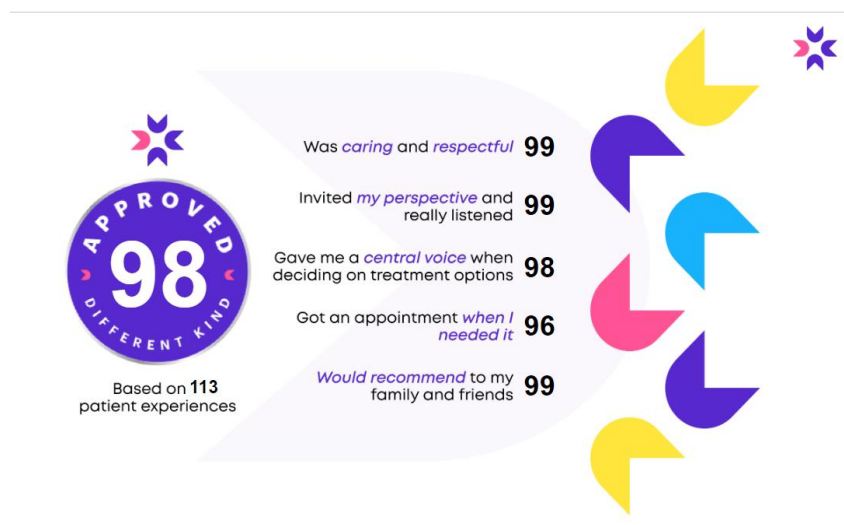 APPROVED
98
DIFFERENT KIND
Based on 113
patient experiences
Was caring and respectful 99
Invited my perspective and
really listened 99
Gave me a central voice when
deciding on treatment options 98
Got an appointment when I
needed it 96
Would recommend to my
family and friends 99